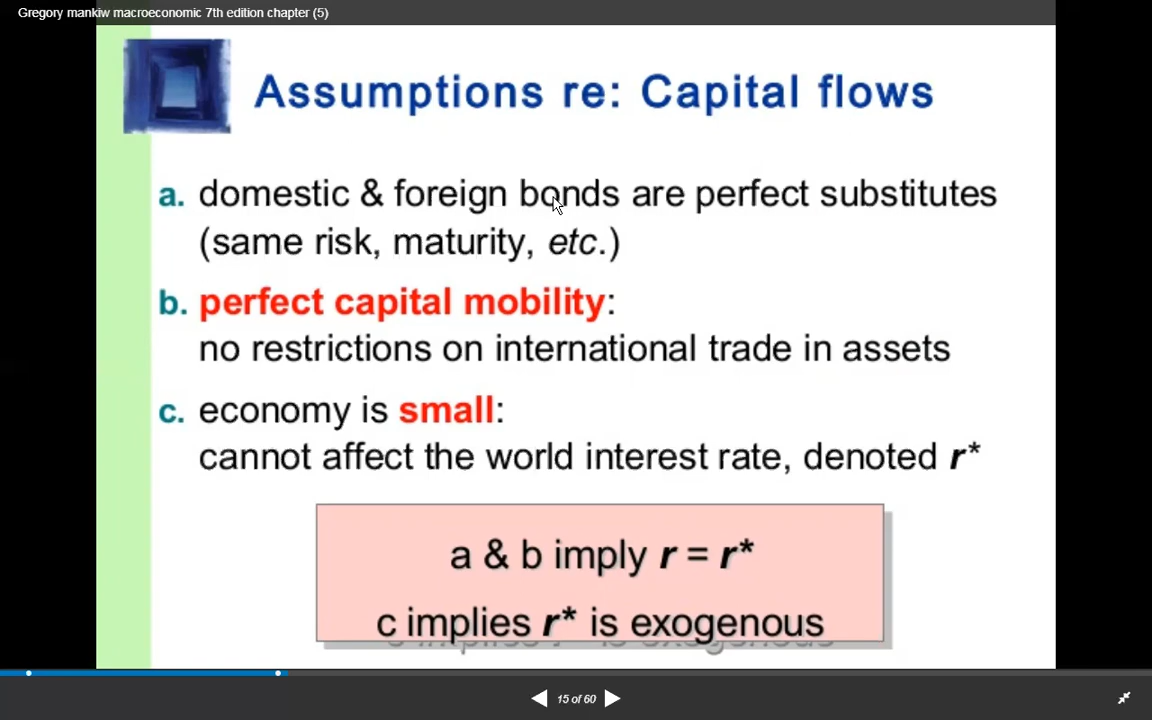 Gregory mankiw macroeconomic 7th edition chapter (5)
Assumptions re: Capital flows
a. domestic & foreign bonds are perfect substitutes
(same risk, maturity, etc.)
b. perfect capital mobility:
no restrictions on international trade in assets
c. economy is small:
cannot affect the world interest rate, denoted r*
a & b imply r = r*
c implies r* is exogenous
15 of 60